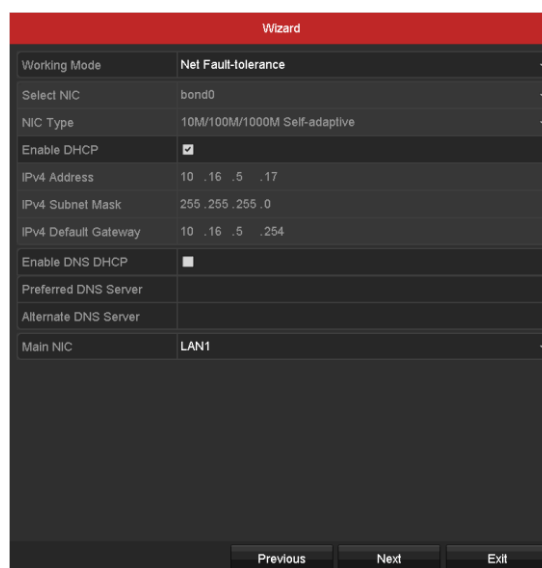 Wizard
Working Mode Net Fault-tolerance
Select NIC bond0
NIC Type 10M/100M/1000M Self-adaptive
Enable DHCP
IPv4 Address 10 .16 .5 .17
IPv4 Subnet Mask 255.255.255.0
IPv4 Default Gateway 10 .16 .5 .254
Enable DNS DHCP
Preferred DNS Server
Alternate DNS Server
Main NIC LAN1
Previous Next Exit